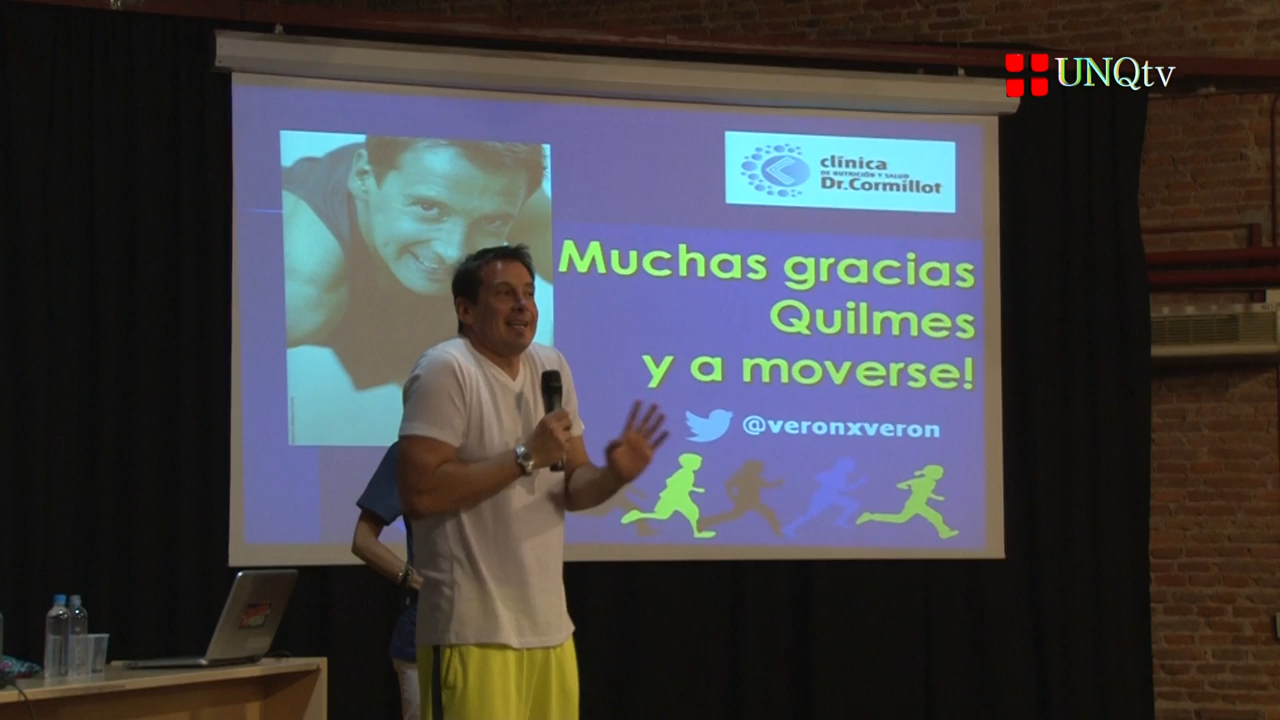 UNQtv
clínica
DE NUTRICIÓN Y SALUD
Dr.Cormillot
Muchas gracias
Quilmes
y a moverse!
@veronxveron